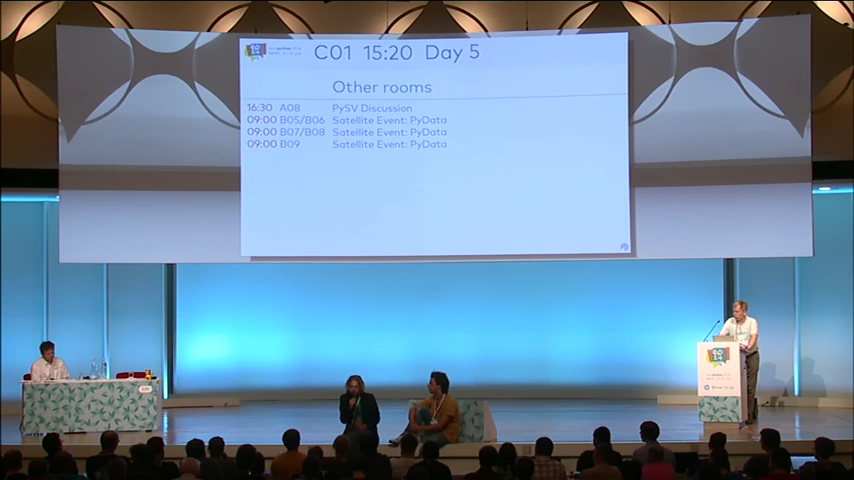 C01 15:20 Day 5
Other rooms
16:30 A08 PySV Discussion
09:00 B05/B06 Satellite Event: PyData
09:00 B07/B08 Satellite Event: PyData
09:00 B09 Satellite Event: PyData